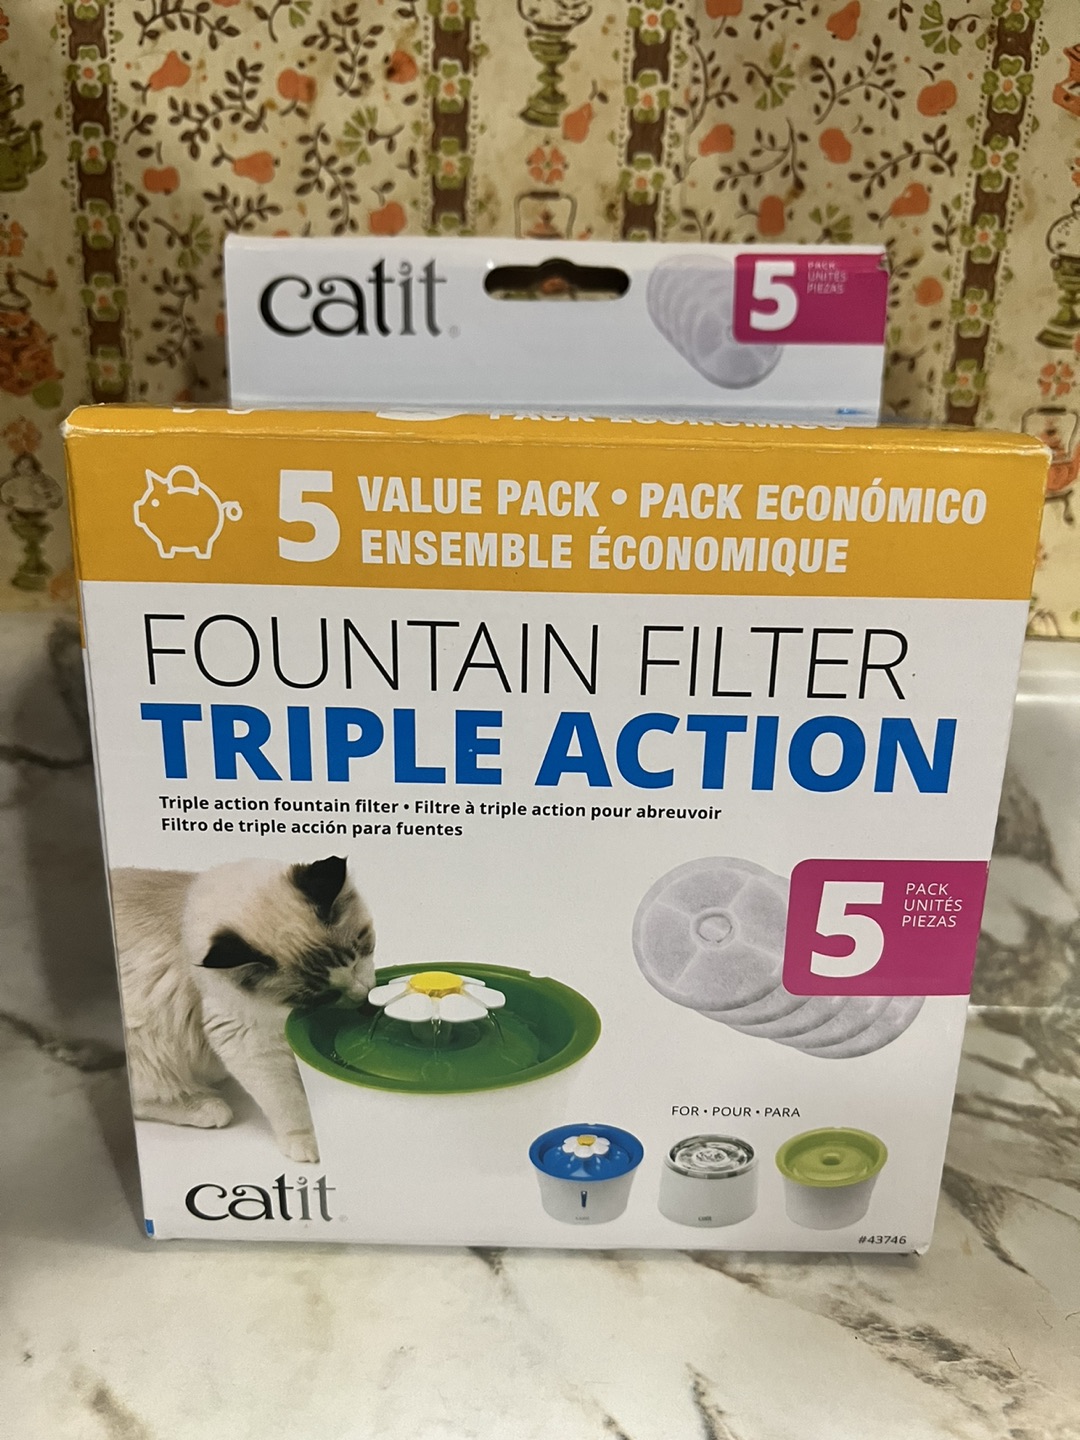 catit
5
PACK
UNITÉS
PIEZAS
PACK ECONÓMICO
5 VALUE PACK • PACK ECONÓMICO
ENSEMBLE ÉCONOMIQUE
FOUNTAIN FILTER
TRIPLE ACTION
Triple action fountain filter • Filtre à triple action pour abreuvoir
Filtro de triple acción para fuentes
5
PACK
UNITÉS
PIEZAS
FOR • POUR • PARA
catit
#43746